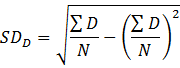 SD_D = √(∑ D / N − (∑ D / N)²)